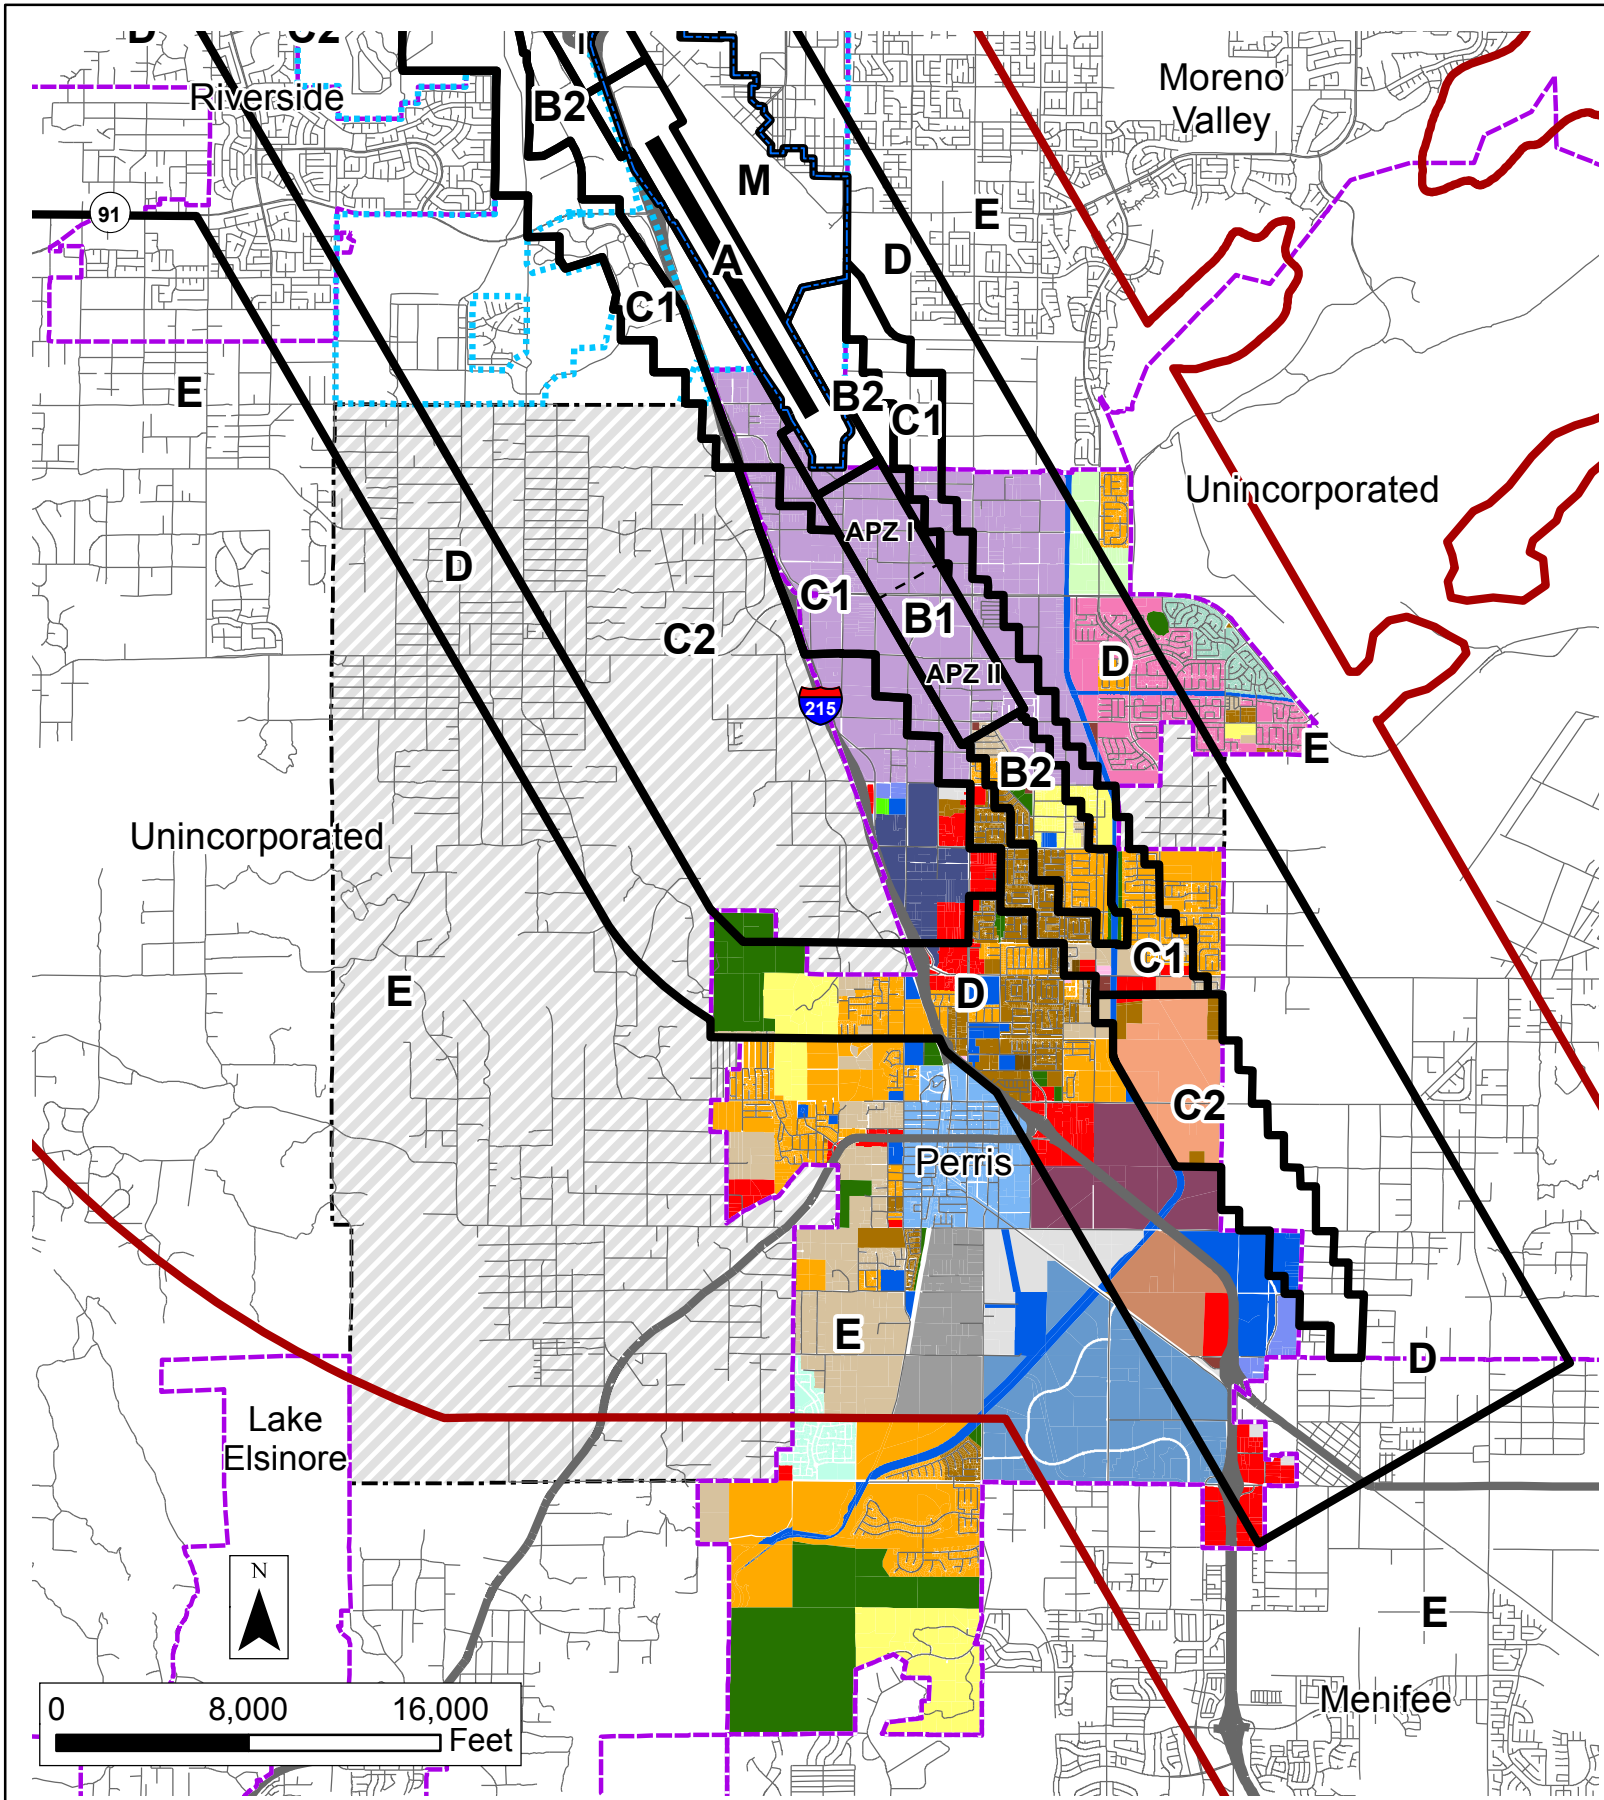 D
C2
I
Riverside
Moreno
Valley
B2
M
91
E
D
A
C1
E
B2
C1
Unincorporated
APZ I
D
C1
B1
C2
D
APZ II
215
E
B2
Unincorporated
C1
E
D
C2
Perris
E
D
Lake
Elsinore
N
E
Menifee
0 8,000 16,000
Feet